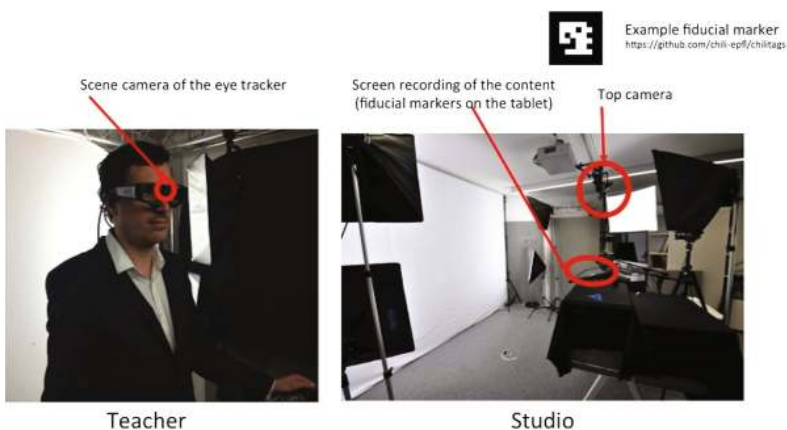 Example fiducial marker
https://github.com/chili-epfl/chilitags
Scene camera of the eye tracker
Screen recording of the content
(fiducial markers on the tablet)
Top camera
Teacher
Studio